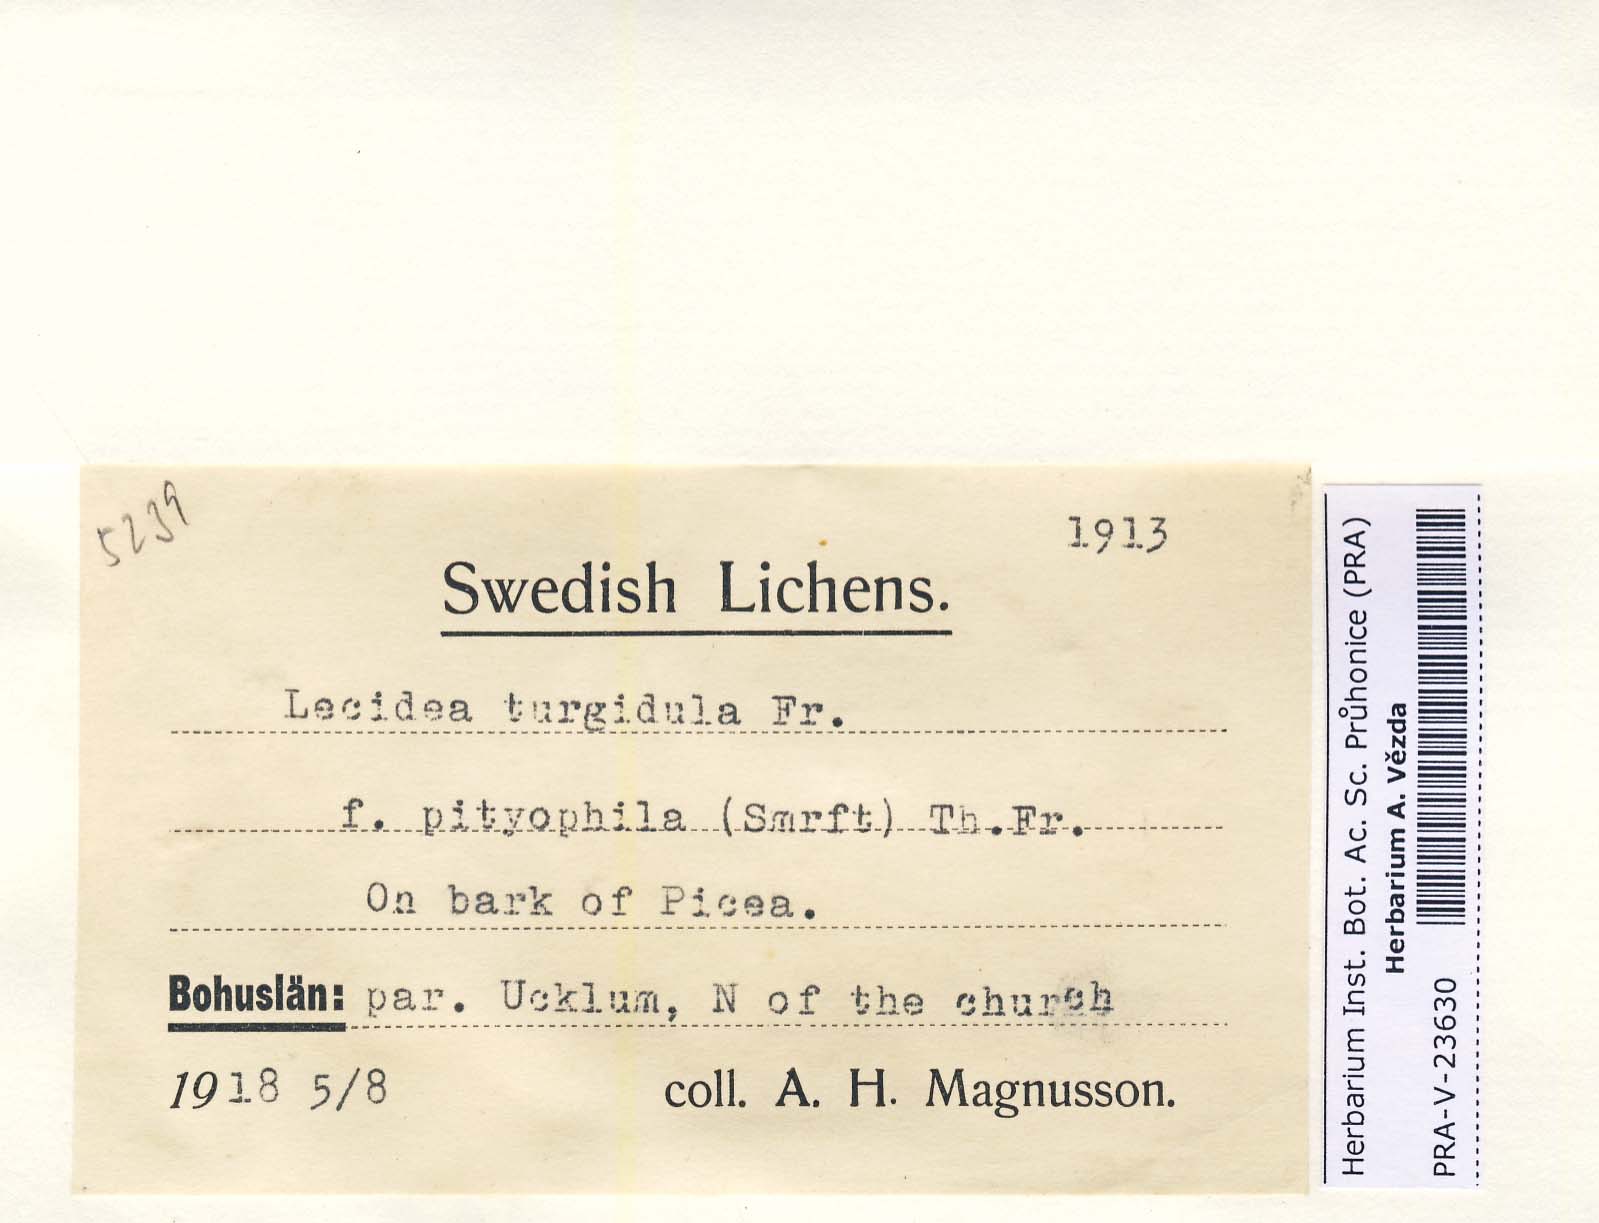 5239
1913
Swedish Lichens.
Lecidea turgidula Fr.
f. pityophila (Smrft) Th.Fr.
On bark of Picea.
Bohuslän: par. Ucklum, N of the church
1918 5/8 coll. A. H. Magnusson.
Herbarium Inst. Bot. Ac. Sc. Průhonice (PRA)
Herbarium A. Vězda
PRA-V-23630